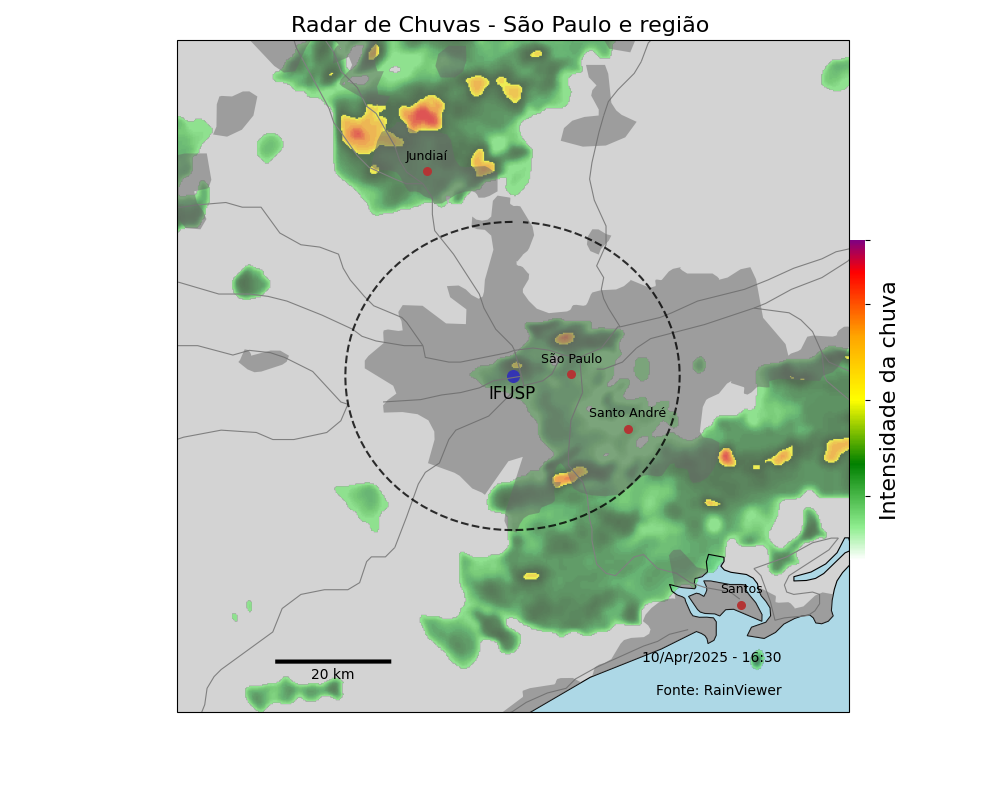 Radar de Chuvas - São Paulo e região
Jundiaí
São Paulo
IFUSP
Santo André
Intensidade da chuva
Santos
10/Apr/2025 - 16:30
20 km
Fonte: RainViewer